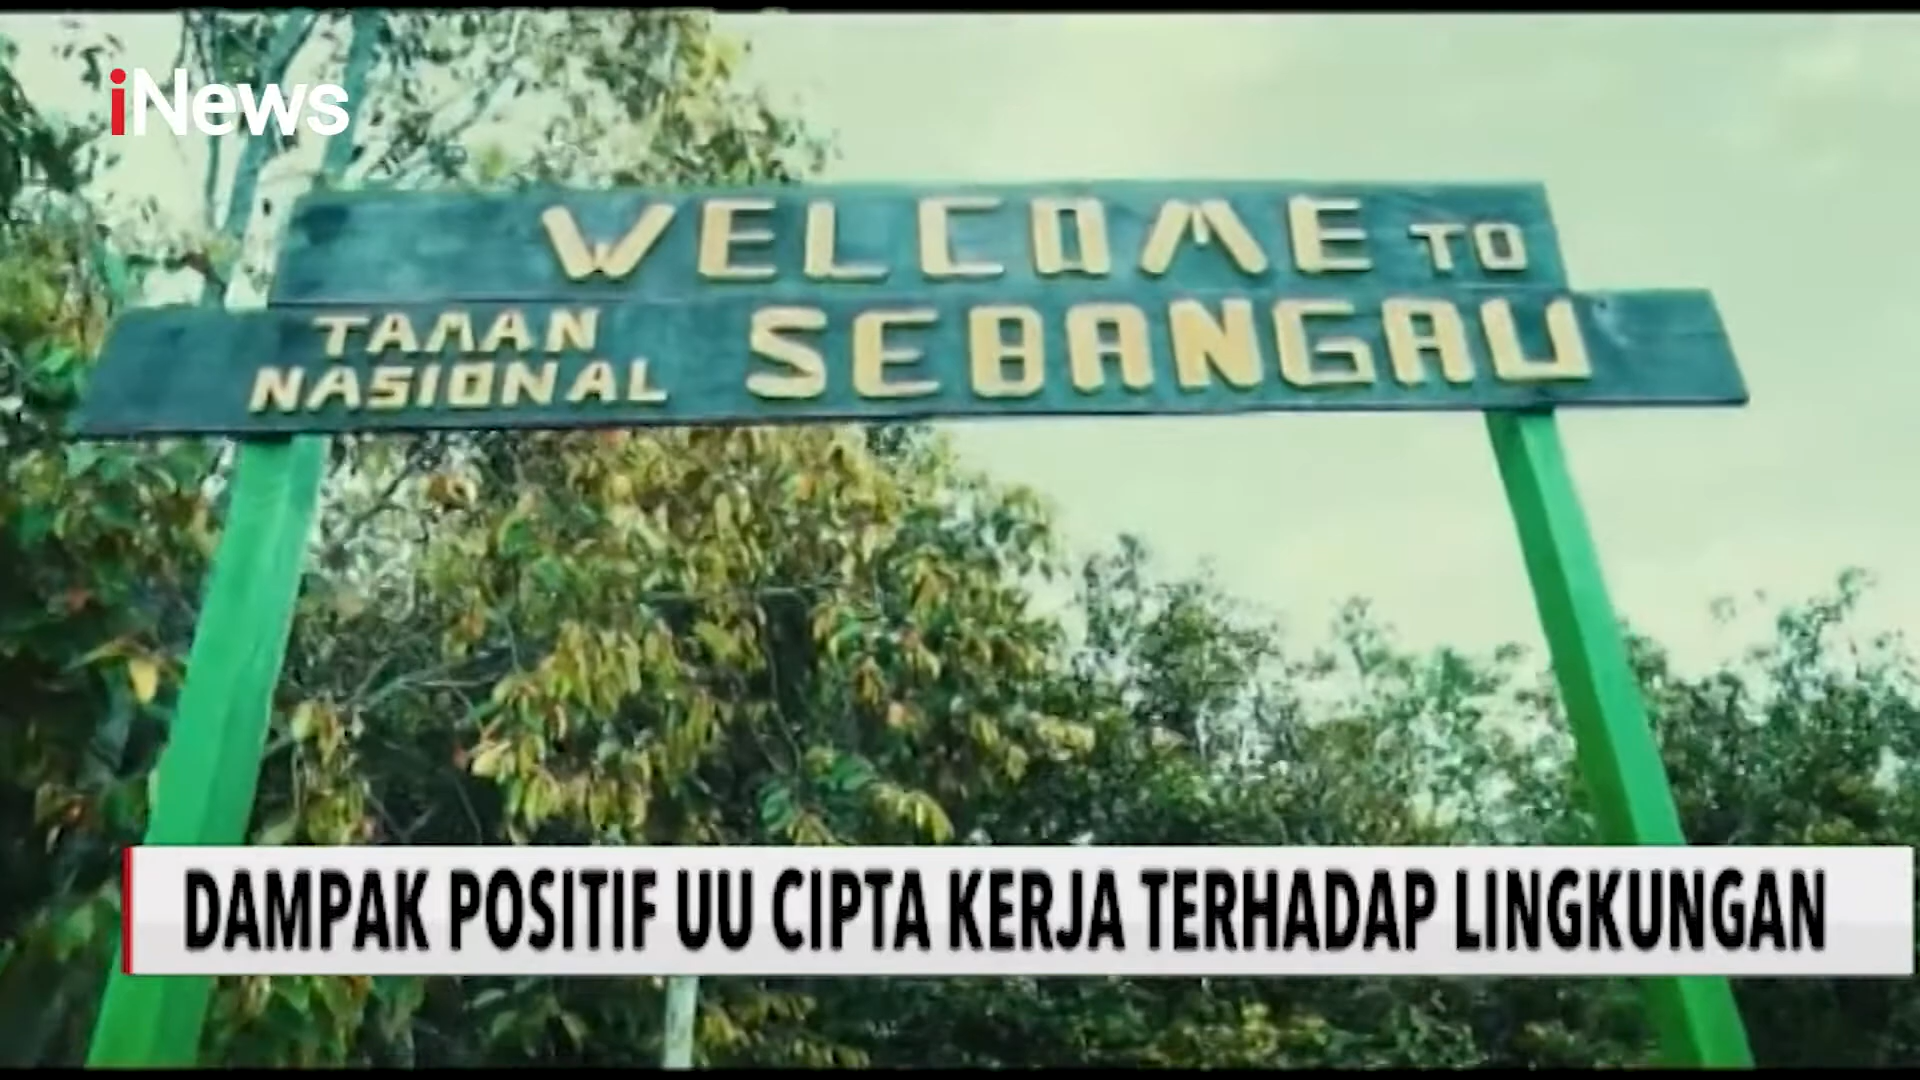 iNews
WELCOME TO
TAMAN
NASIONAL SEBANGAU
DAMPAK POSITIF UU CIPTA KERJA TERHADAP LINGKUNGAN